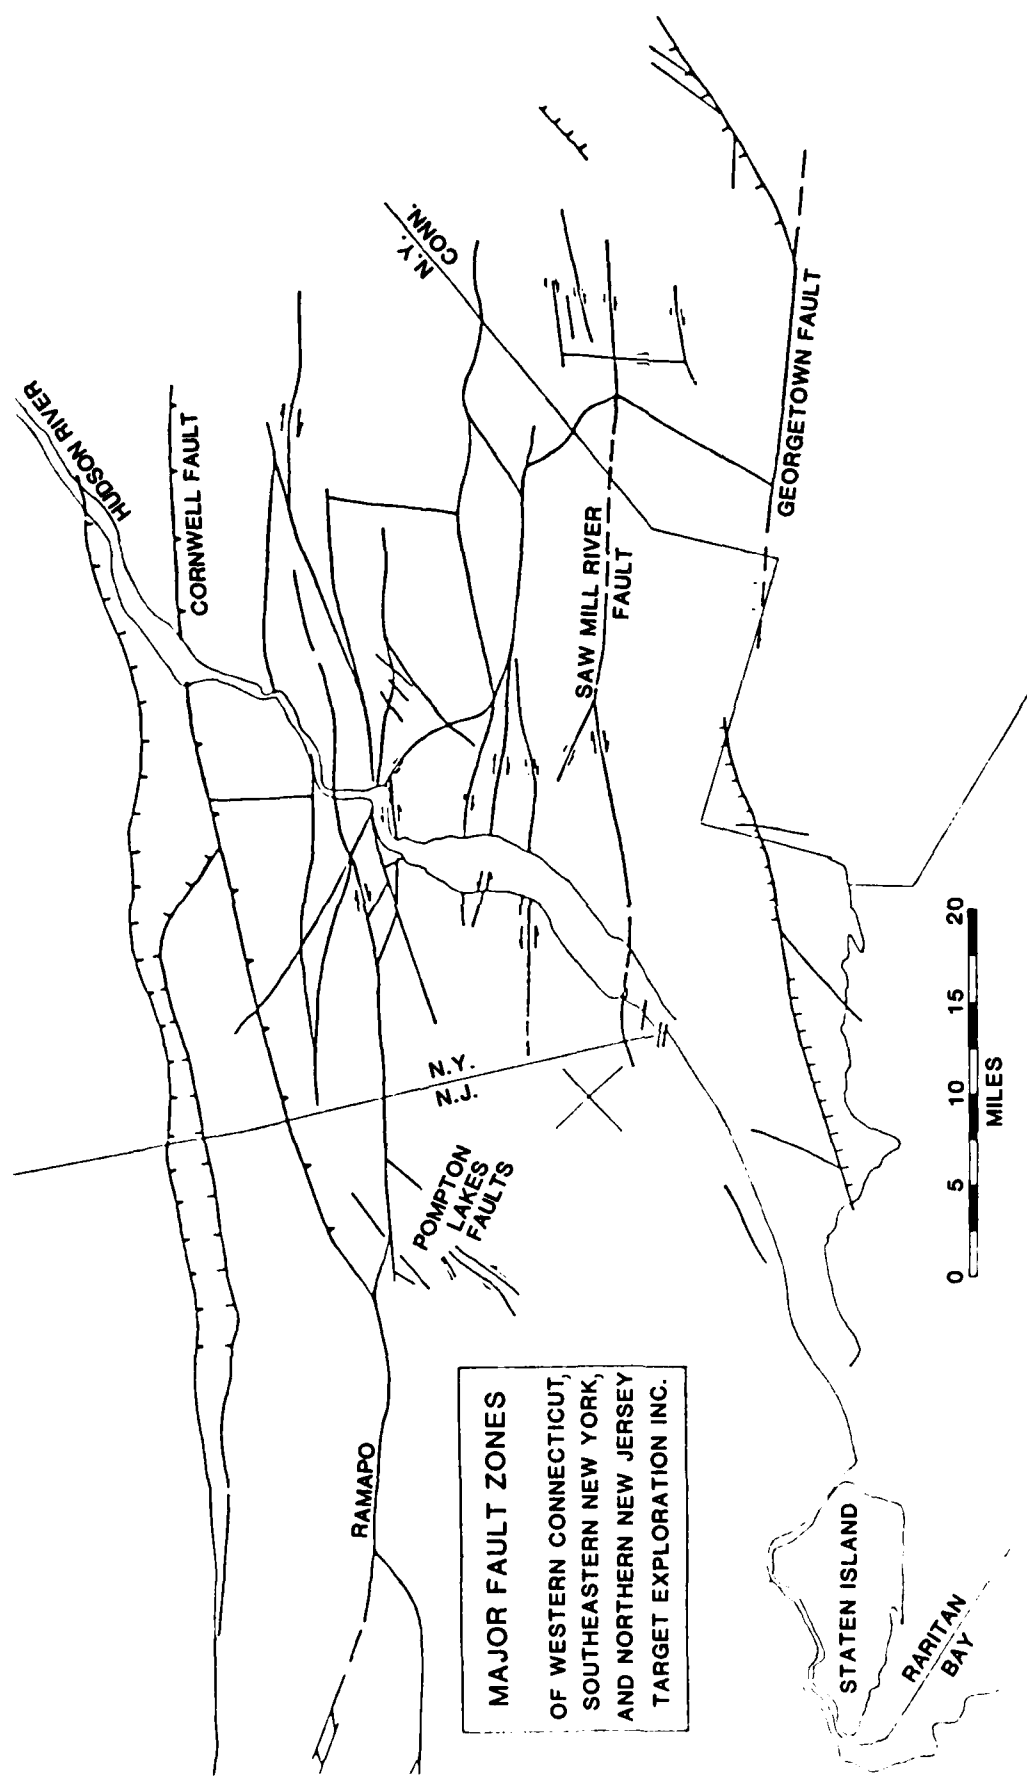 HUDSON RIVER
CORNWELL FAULT
N.Y.
CONN.
SAW MILL RIVER
FAULT
GEORGETOWN FAULT
N.Y.
N.J.
POMPTON
LAKES
FAULTS
RAMAPO
MAJOR FAULT ZONES
OF WESTERN CONNECTICUT,
SOUTHEASTERN NEW YORK,
AND NORTHERN NEW JERSEY
TARGET EXPLORATION INC.
STATEN ISLAND
RARITAN
BAY
0 5 10 15 20
MILES